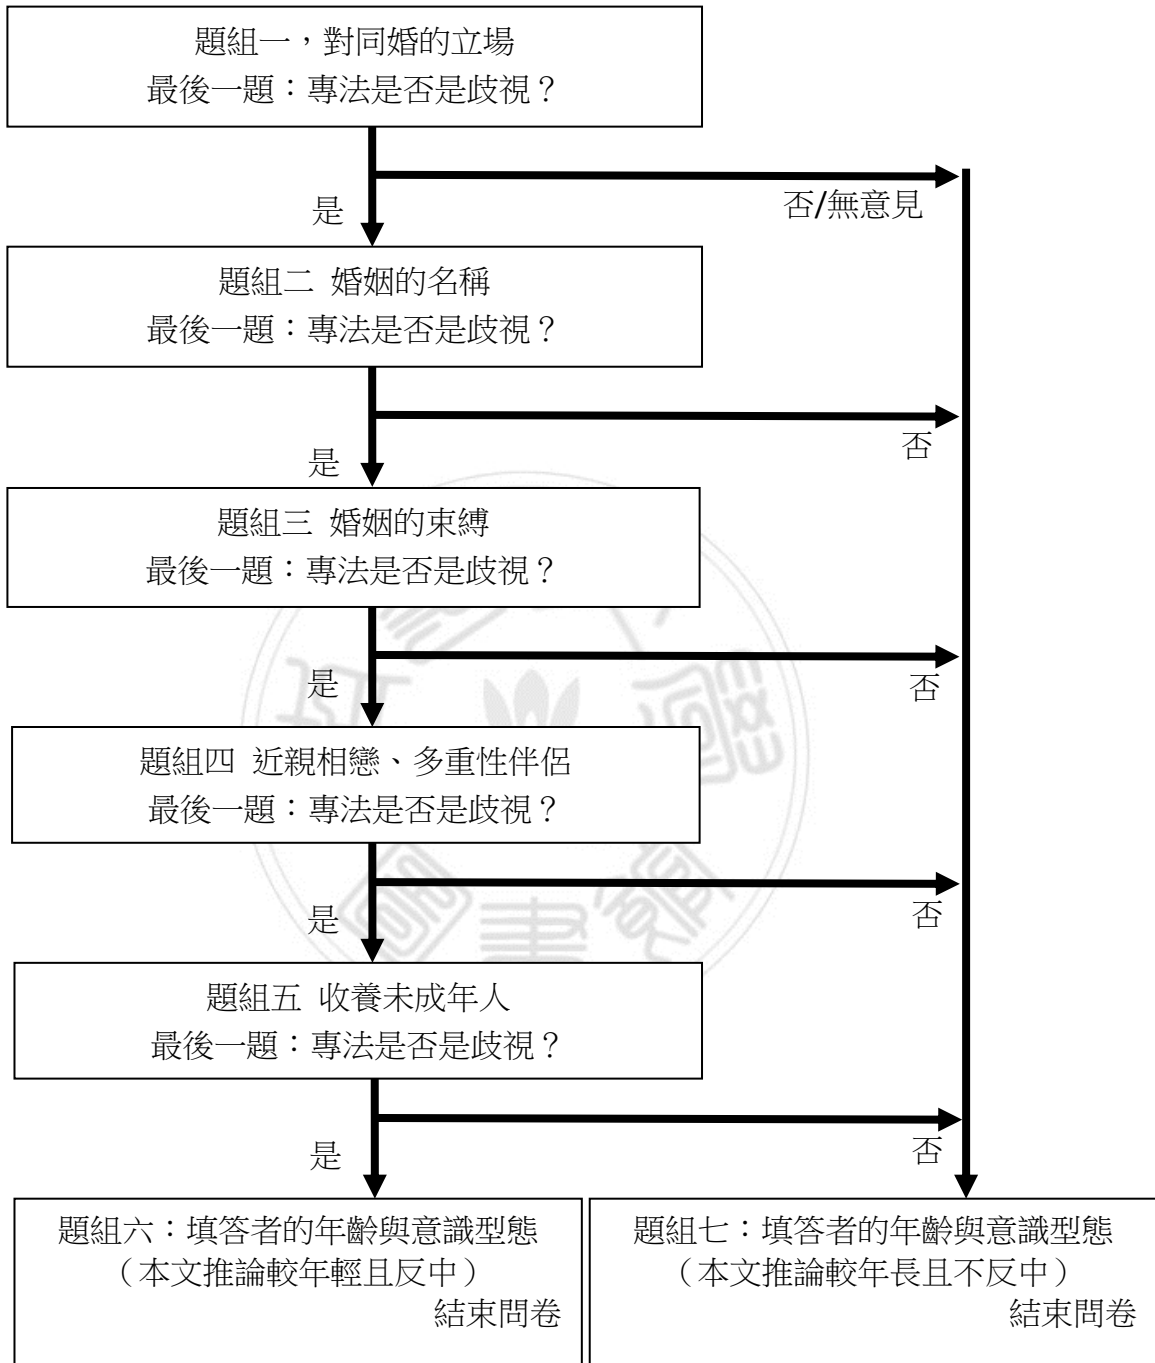 題組一，對同婚的立場
最後一題：專法是否是歧視？
是
否/無意見
題組二 婚姻的名稱
最後一題：專法是否是歧視？
是
否
題組三 婚姻的束縛
最後一題：專法是否是歧視？
是
否
題組四 近親相戀、多重性伴侶
最後一題：專法是否是歧視？
是
否
題組五 收養未成年人
最後一題：專法是否是歧視？
是
否
題組六：填答者的年齡與意識型態
（本文推論較年輕且反中）
結束問卷
題組七：填答者的年齡與意識型態
（本文推論較年長且不反中）
結束問卷